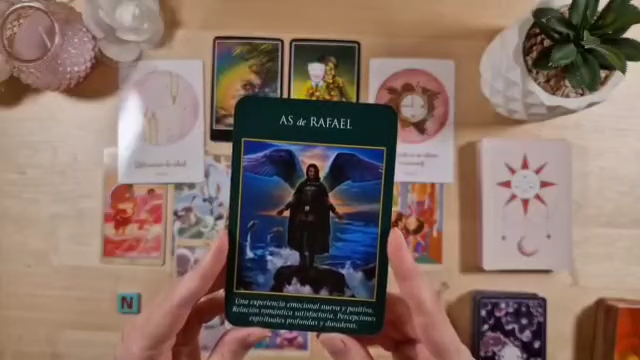 AS de RAFAEL
Una experiencia emocional nueva y positiva.
Relación romántica satisfactoria. Percepciones
espirituales profundas y duraderas.
N